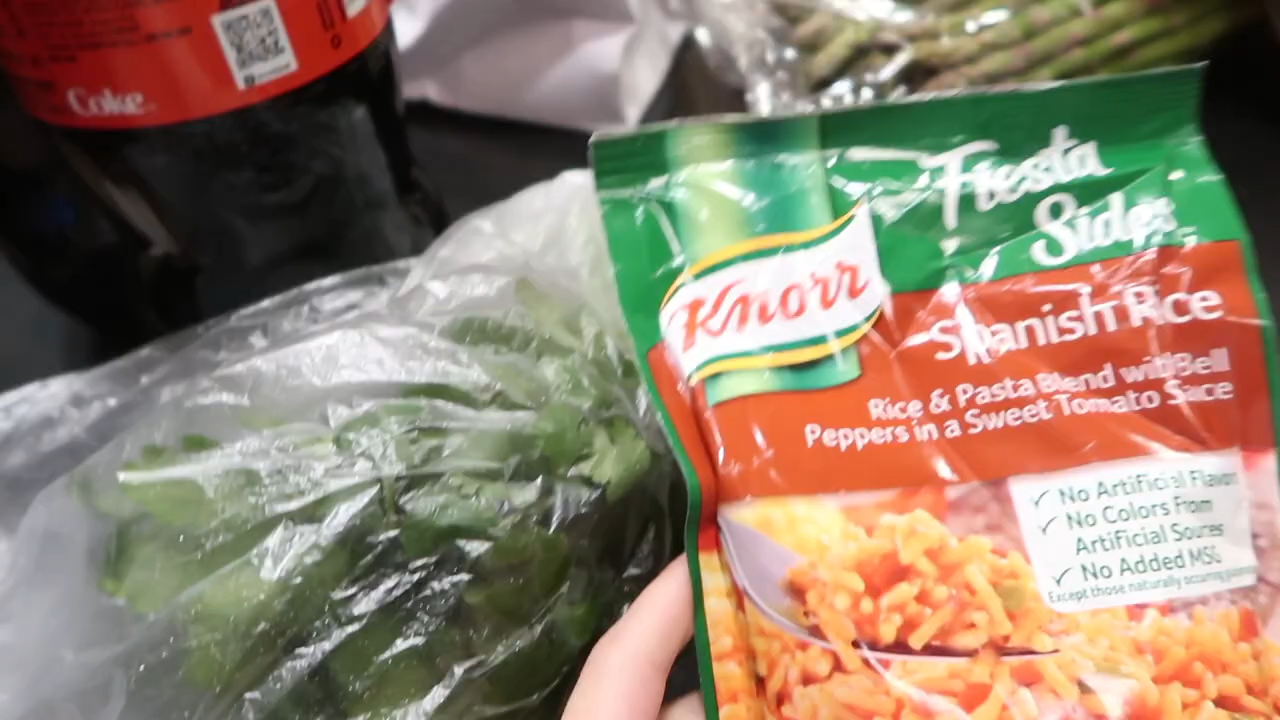 Coke
Fiesta
Sides
Knorr
Spanish Rice
Rice & Pasta Blend with Bell
Peppers in a Sweet Tomato Sauce
✓ No Artificial Flavor
✓ No Colors From
Artificial Sources
✓ No Added MSG
Except those naturally occurring